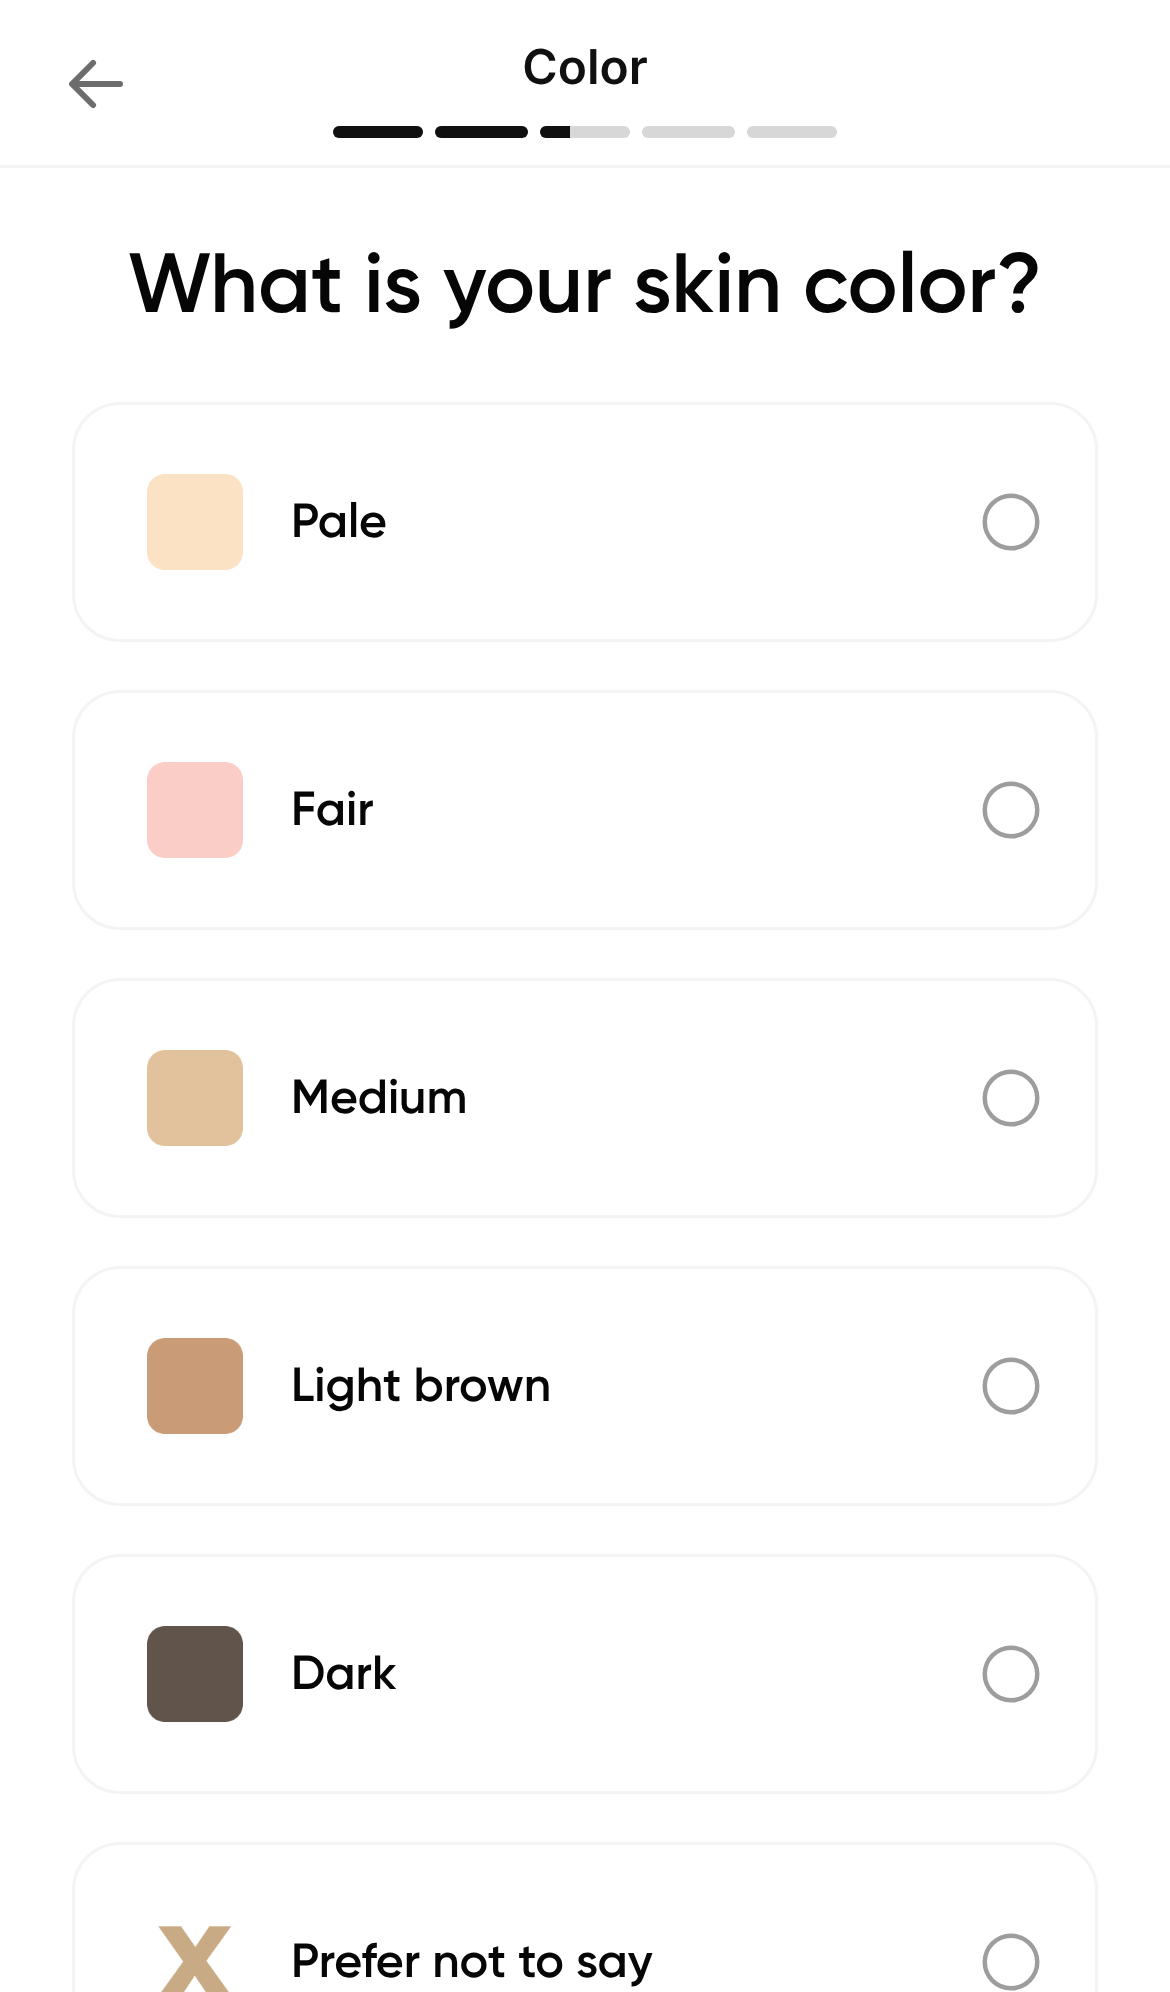 Color
What is your skin color?
Pale
Fair
Medium
Light brown
Dark
Prefer not to say